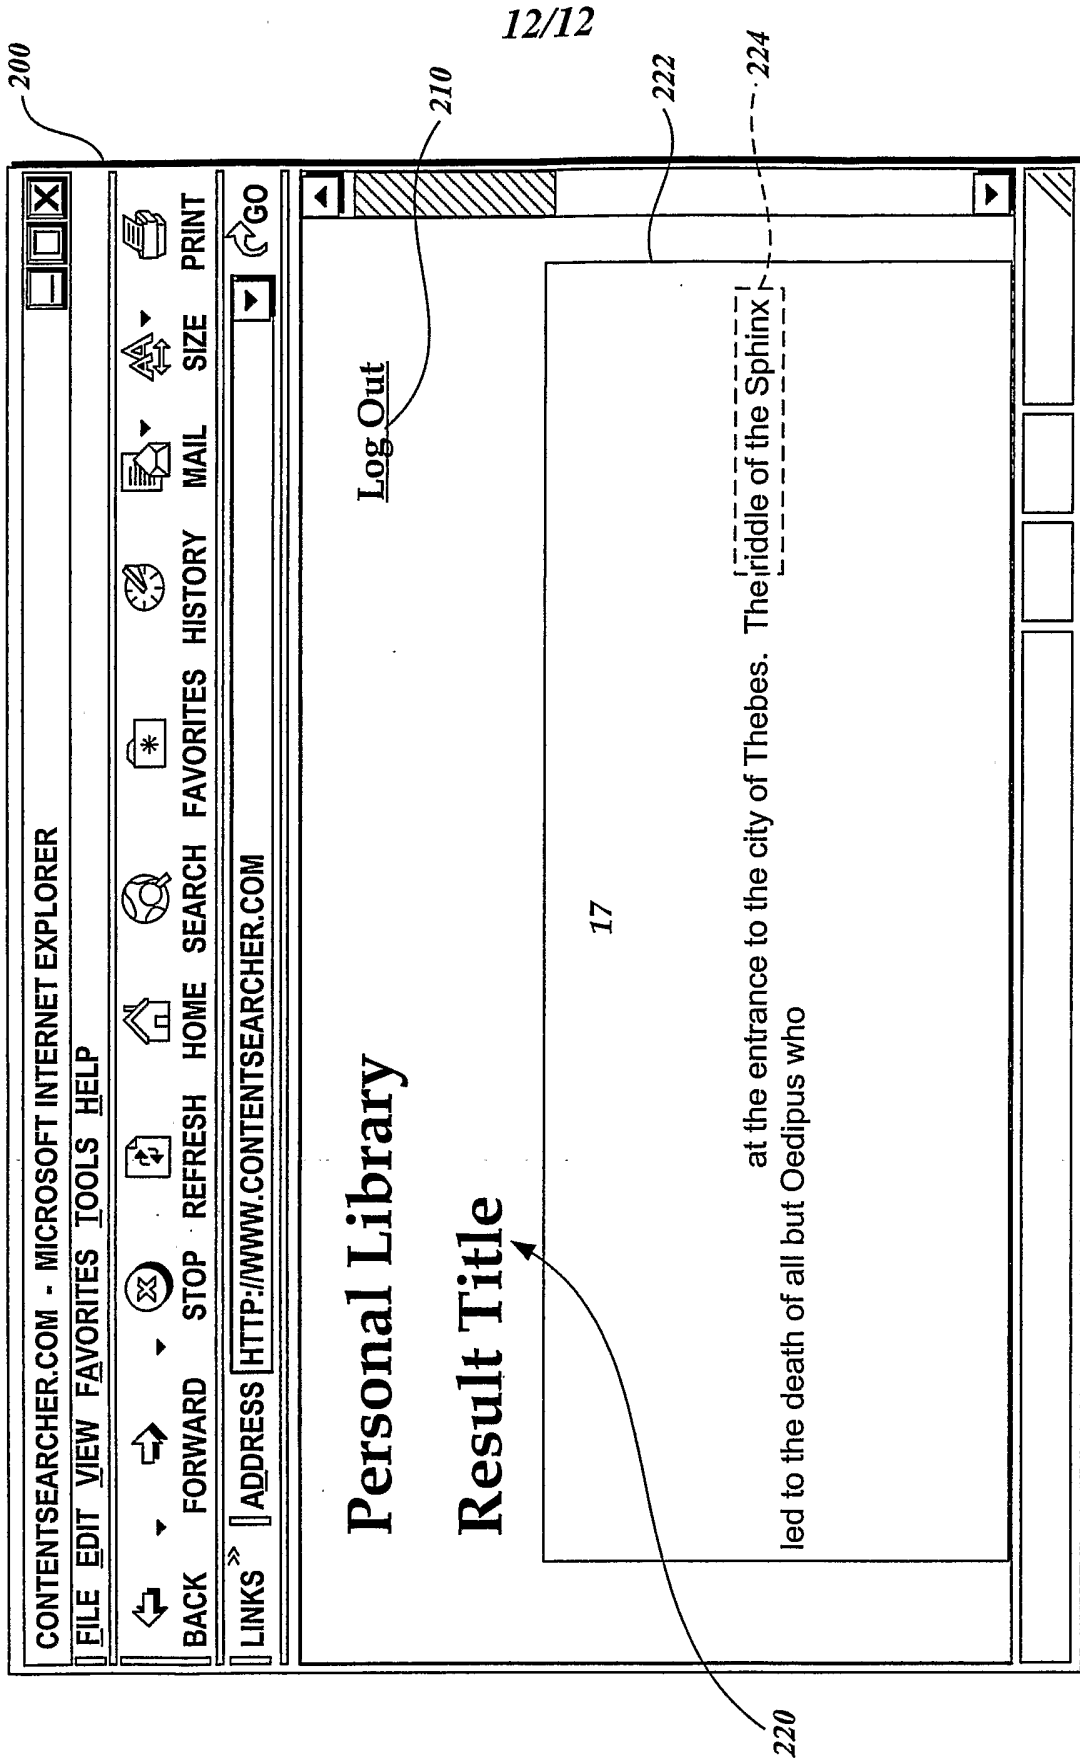 12/12
200
CONTENTSEARCHER.COM - MICROSOFT INTERNET EXPLORER
FILE EDIT VIEW FAVORITES TOOLS HELP
BACK FORWARD STOP REFRESH HOME SEARCH FAVORITES HISTORY MAIL SIZE PRINT
LINKS » ADDRESS HTTP://WWW.CONTENTSEARCHER.COM GO
Personal Library
Log Out
210
Result Title
220
222
17
at the entrance to the city of Thebes. The riddle of the Sphinx
224
led to the death of all but Oedipus who